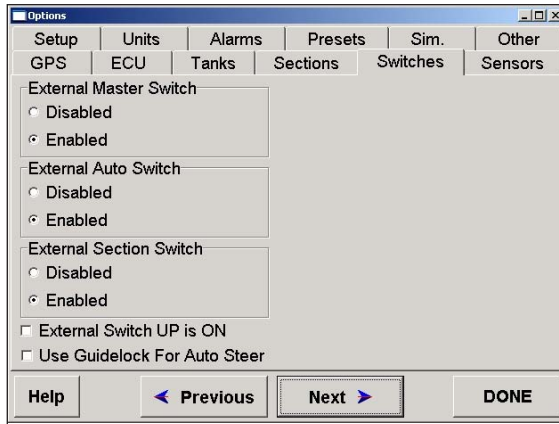 Options
Setup Units Alarms Presets Sim. Other
GPS ECU Tanks Sections Switches Sensors
External Master Switch
Disabled
Enabled
External Auto Switch
Disabled
Enabled
External Section Switch
Disabled
Enabled
External Switch UP is ON
Use Guidelock For Auto Steer
Help Previous Next DONE